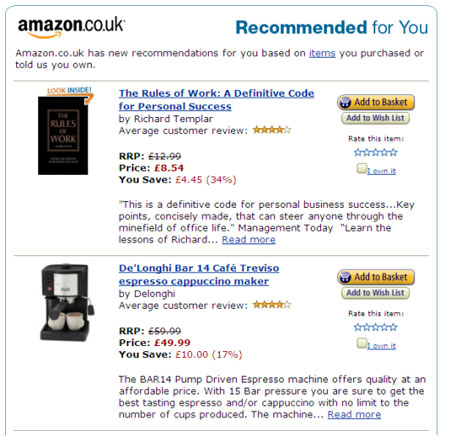 amazon.co.uk
Recommended for You
Amazon.co.uk has new recommendations for you based on items you purchased or
told us you own.
LOOK INSIDE!
THE
RULES
OF
WORK
The Rules of Work: A Definitive Code
for Personal Success
by Richard Templar
Average customer review:
RRP: £12.99
Price: £8.54
You Save: £4.45 (34%)
Add to Basket
Add to Wish List
Rate this item:
I own it
"This is a definitive code for personal business success...Key
points, concisely made, that can steer anyone through the
minefield of office life." Management Today "Learn the
lessons of Richard... Read more
De'Longhi Bar 14 Café Treviso
espresso cappuccino maker
by Delonghi
Average customer review:
RRP: £59.99
Price: £49.99
You Save: £10.00 (17%)
Add to Basket
Add to Wish List
Rate this item:
I own it
The BAR14 Pump Driven Espresso machine offers quality at an
affordable price. With 15 Bar pressure you are sure to get the
best tasting espresso and/or cappuccino with no limit to the
number of cups produced. The machine... Read more